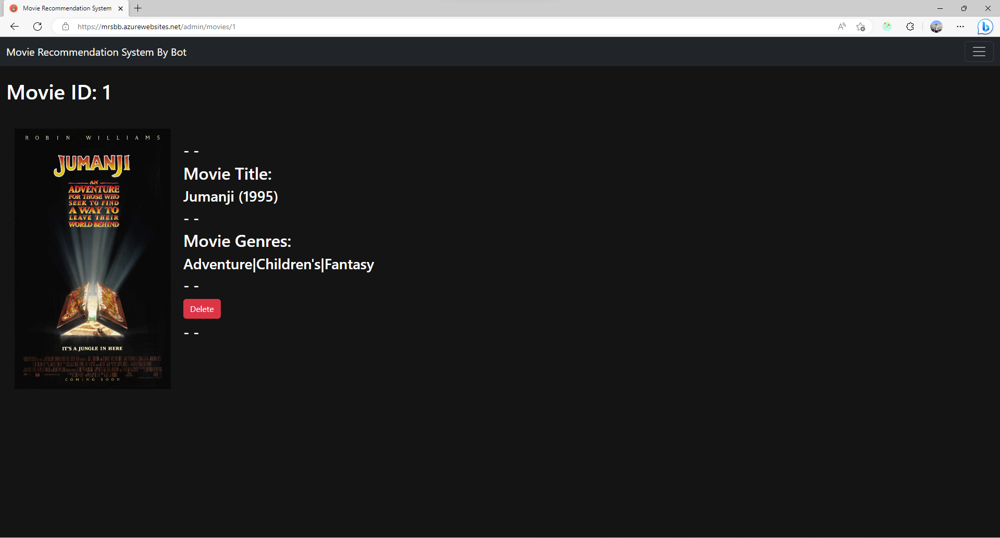 Movie Recommendation System
https://mrsbb.azurewebsites.net/admin/movies/1
Movie Recommendation System By Bot
Movie ID: 1
ROBIN WILLIAMS
JUMANJI
AN
ADVENTURE
FOR THOSE WHO
SEEK TO FIND
A WAY TO
LEAVE THEIR
WORLD BEHIND
IT'S A JUNGLE IN HERE
COMING SOON
- -
Movie Title:
Jumanji (1995)
- -
Movie Genres:
Adventure|Children's|Fantasy
- -
Delete
- -